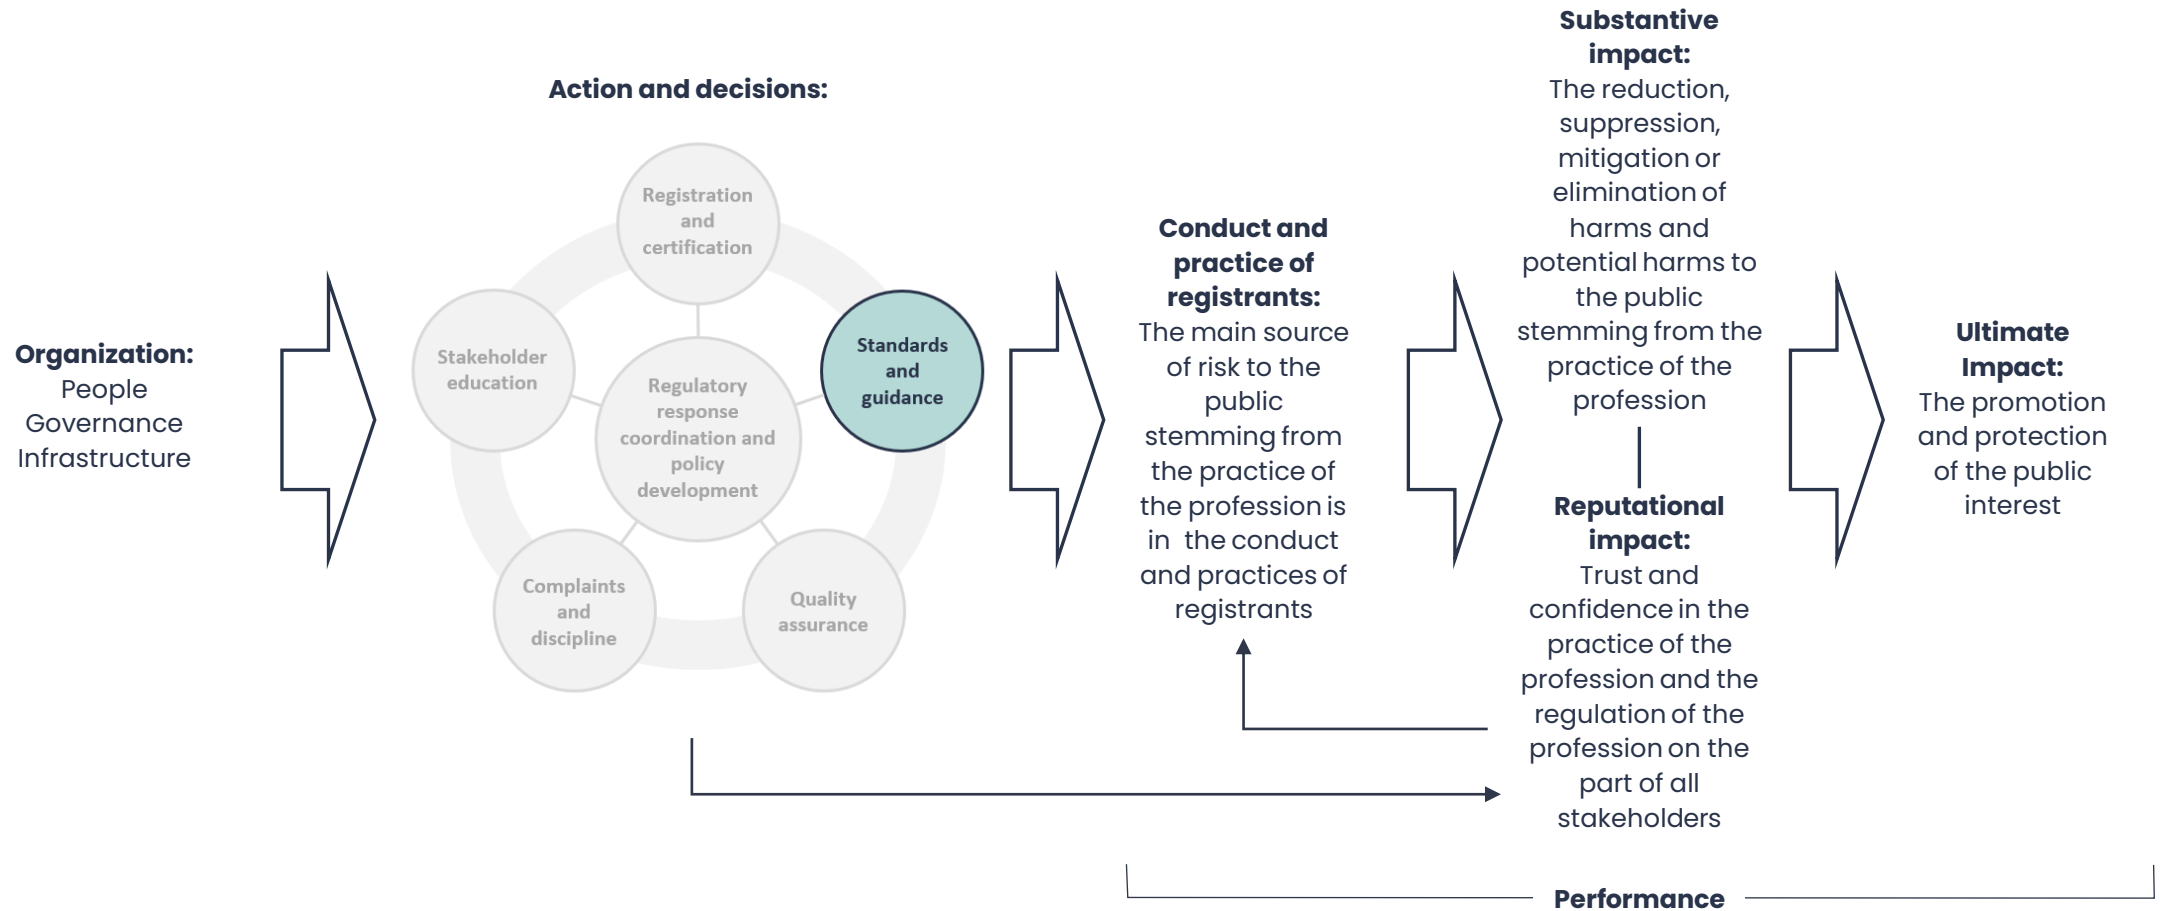 Organization:
People
Governance
Infrastructure
Action and decisions:
Registration
and
certification
Stakeholder
education
Standards
and
guidance
Regulatory
response
coordination and
policy
development
Complaints
and
discipline
Quality
assurance
Conduct and
practice of
registrants:
The main source
of risk to the
public
stemming from
the practice of
the profession is
in the conduct
and practices of
registrants
Substantive
impact:
The reduction,
suppression,
mitigation or
elimination of
harms and
potential harms to
the public
stemming from the
practice of the
profession
Reputational
impact:
Trust and
confidence in the
practice of the
profession and the
regulation of the
profession on the
part of all
stakeholders
Ultimate
Impact:
The promotion
and protection
of the public
interest
Performance